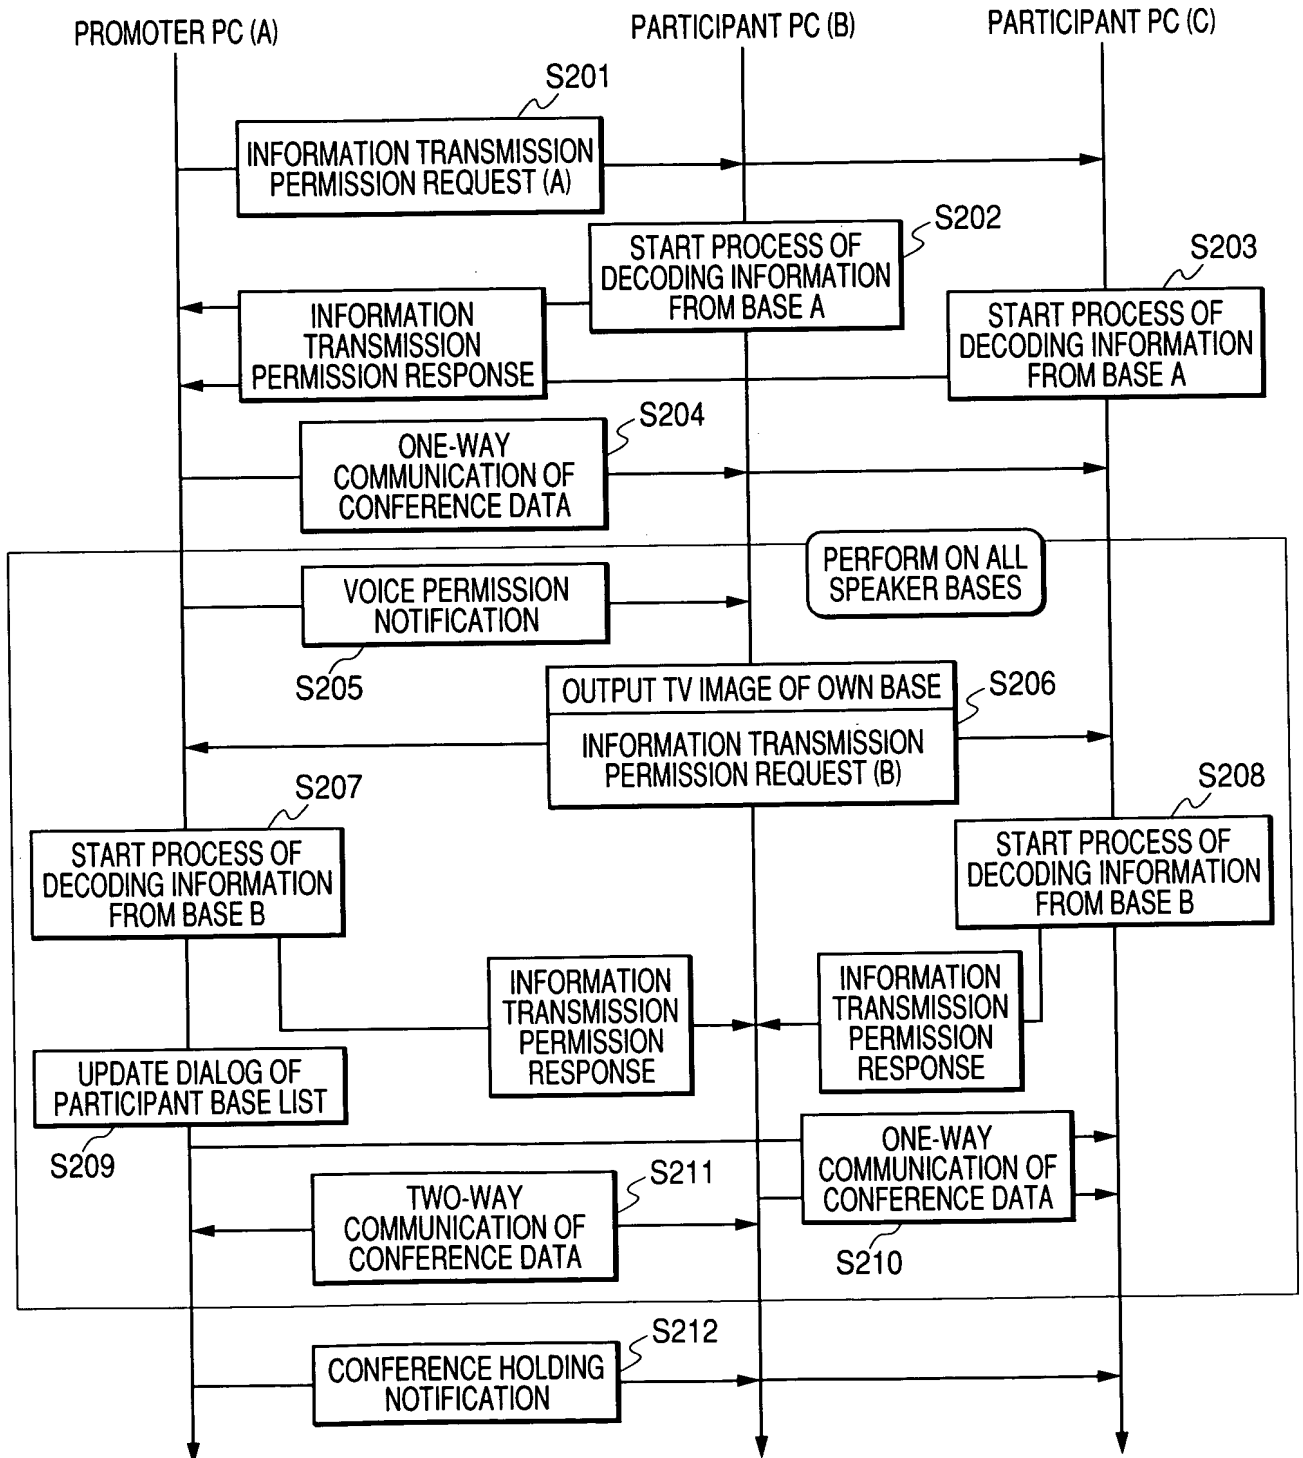 PROMOTER PC (A)
PARTICIPANT PC (B)
PARTICIPANT PC (C)
S201
INFORMATION TRANSMISSION
PERMISSION REQUEST (A)
S202
START PROCESS OF
DECODING INFORMATION
FROM BASE A
S203
START PROCESS OF
DECODING INFORMATION
FROM BASE A
INFORMATION
TRANSMISSION
PERMISSION RESPONSE
S204
ONE-WAY
COMMUNICATION OF
CONFERENCE DATA
PERFORM ON ALL
SPEAKER BASES
VOICE PERMISSION
NOTIFICATION
S205
OUTPUT TV IMAGE OF OWN BASE
S206
INFORMATION TRANSMISSION
PERMISSION REQUEST (B)
S207
START PROCESS OF
DECODING INFORMATION
FROM BASE B
S208
START PROCESS OF
DECODING INFORMATION
FROM BASE B
INFORMATION
TRANSMISSION
PERMISSION
RESPONSE
INFORMATION
TRANSMISSION
PERMISSION
RESPONSE
UPDATE DIALOG OF
PARTICIPANT BASE LIST
S209
ONE-WAY
COMMUNICATION OF
CONFERENCE DATA
S210
S211
TWO-WAY
COMMUNICATION OF
CONFERENCE DATA
S212
CONFERENCE HOLDING
NOTIFICATION